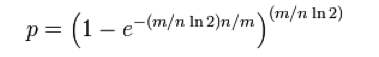 p = (1 − e^{−(m/n ln 2)n/m})^{(m/n ln 2)}